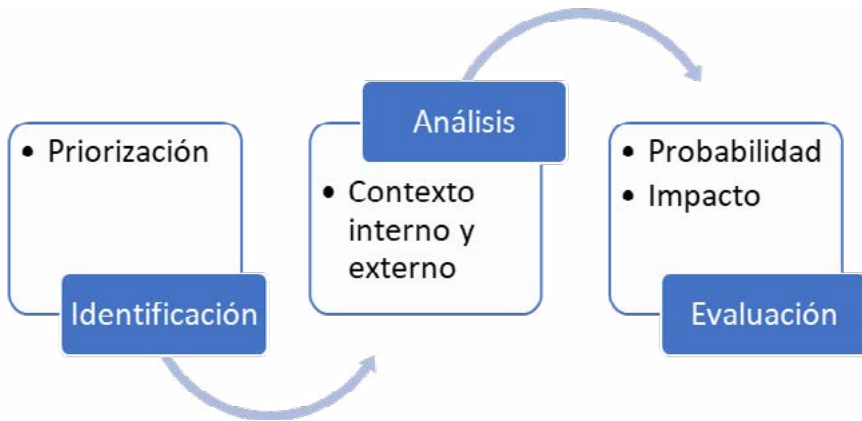 • Priorización
Identificación
Análisis
• Contexto
interno y
externo
• Probabilidad
• Impacto
Evaluación